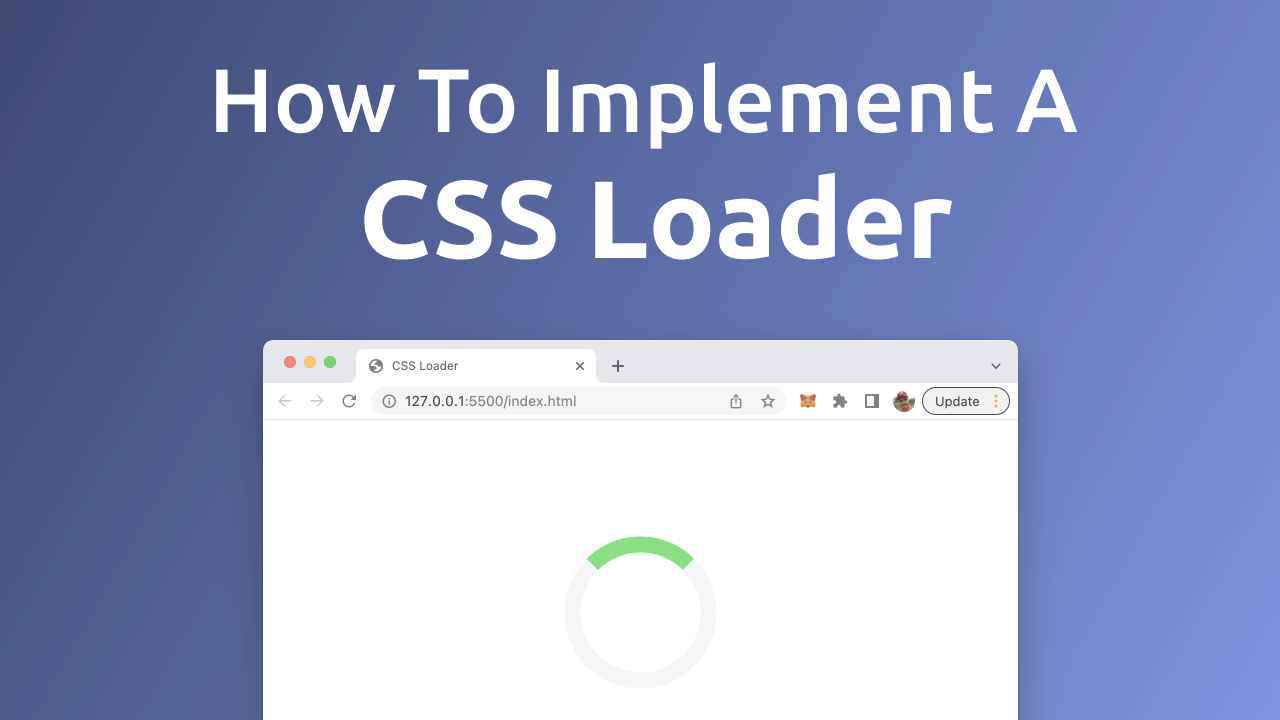 How To Implement A
CSS Loader
CSS Loader
127.0.0.1:5500/index.html
Update